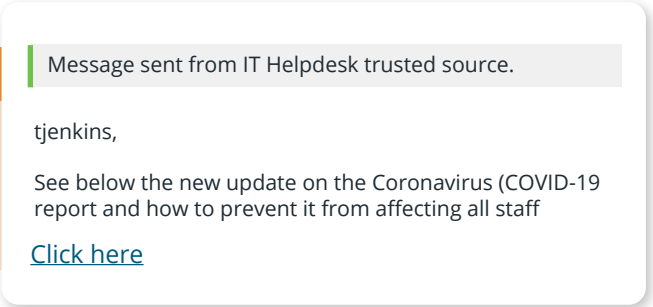 Message sent from IT Helpdesk trusted source.
tjenkins,
See below the new update on the Coronavirus (COVID-19
report and how to prevent it from affecting all staff
Click here